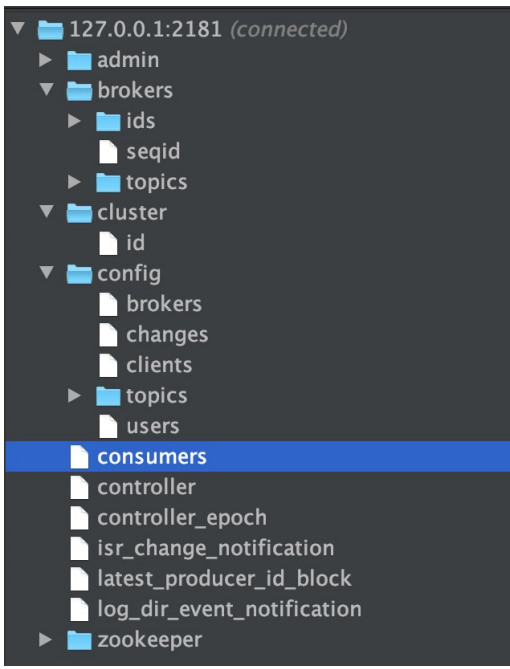 127.0.0.1:2181 (connected)
admin
brokers
ids
seqid
topics
cluster
id
config
brokers
changes
clients
topics
users
consumers
controller
controller_epoch
isr_change_notification
latest_producer_id_block
log_dir_event_notification
zookeeper